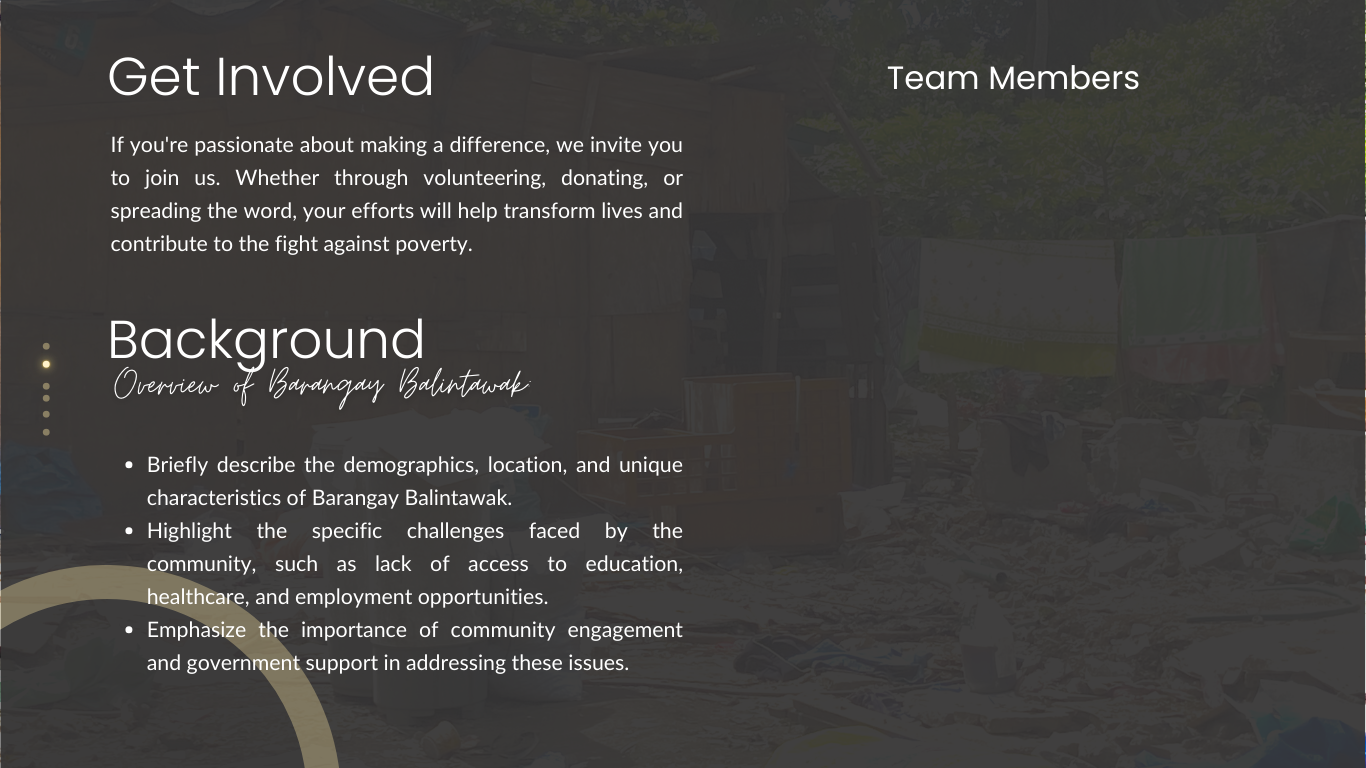 Get Involved
If you're passionate about making a difference, we invite you
to join us. Whether through volunteering, donating, or
spreading the word, your efforts will help transform lives and
contribute to the fight against poverty.
Background
Overview of Barangay Balintawak
• Briefly describe the demographics, location, and unique
characteristics of Barangay Balintawak.
• Highlight the specific challenges faced by the
community, such as lack of access to education,
healthcare, and employment opportunities.
• Emphasize the importance of community engagement
and government support in addressing these issues.
Team Members